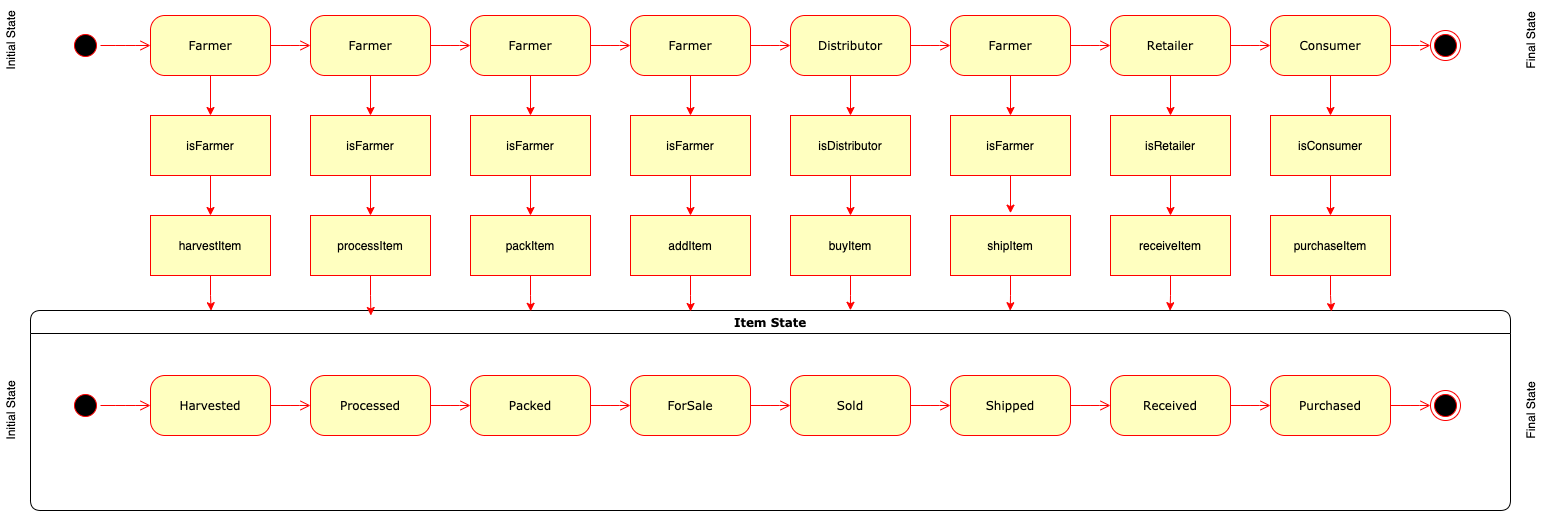 Initial State
Farmer
Farmer
Farmer
Farmer
Distributor
Farmer
Retailer
Consumer
Final State
isFarmer
isFarmer
isFarmer
isFarmer
isDistributor
isFarmer
isRetailer
isConsumer
harvestItem
processItem
packItem
addItem
buyItem
shipItem
receiveItem
purchaseItem
Item State
Initial State
Harvested
Processed
Packed
ForSale
Sold
Shipped
Received
Purchased
Final State